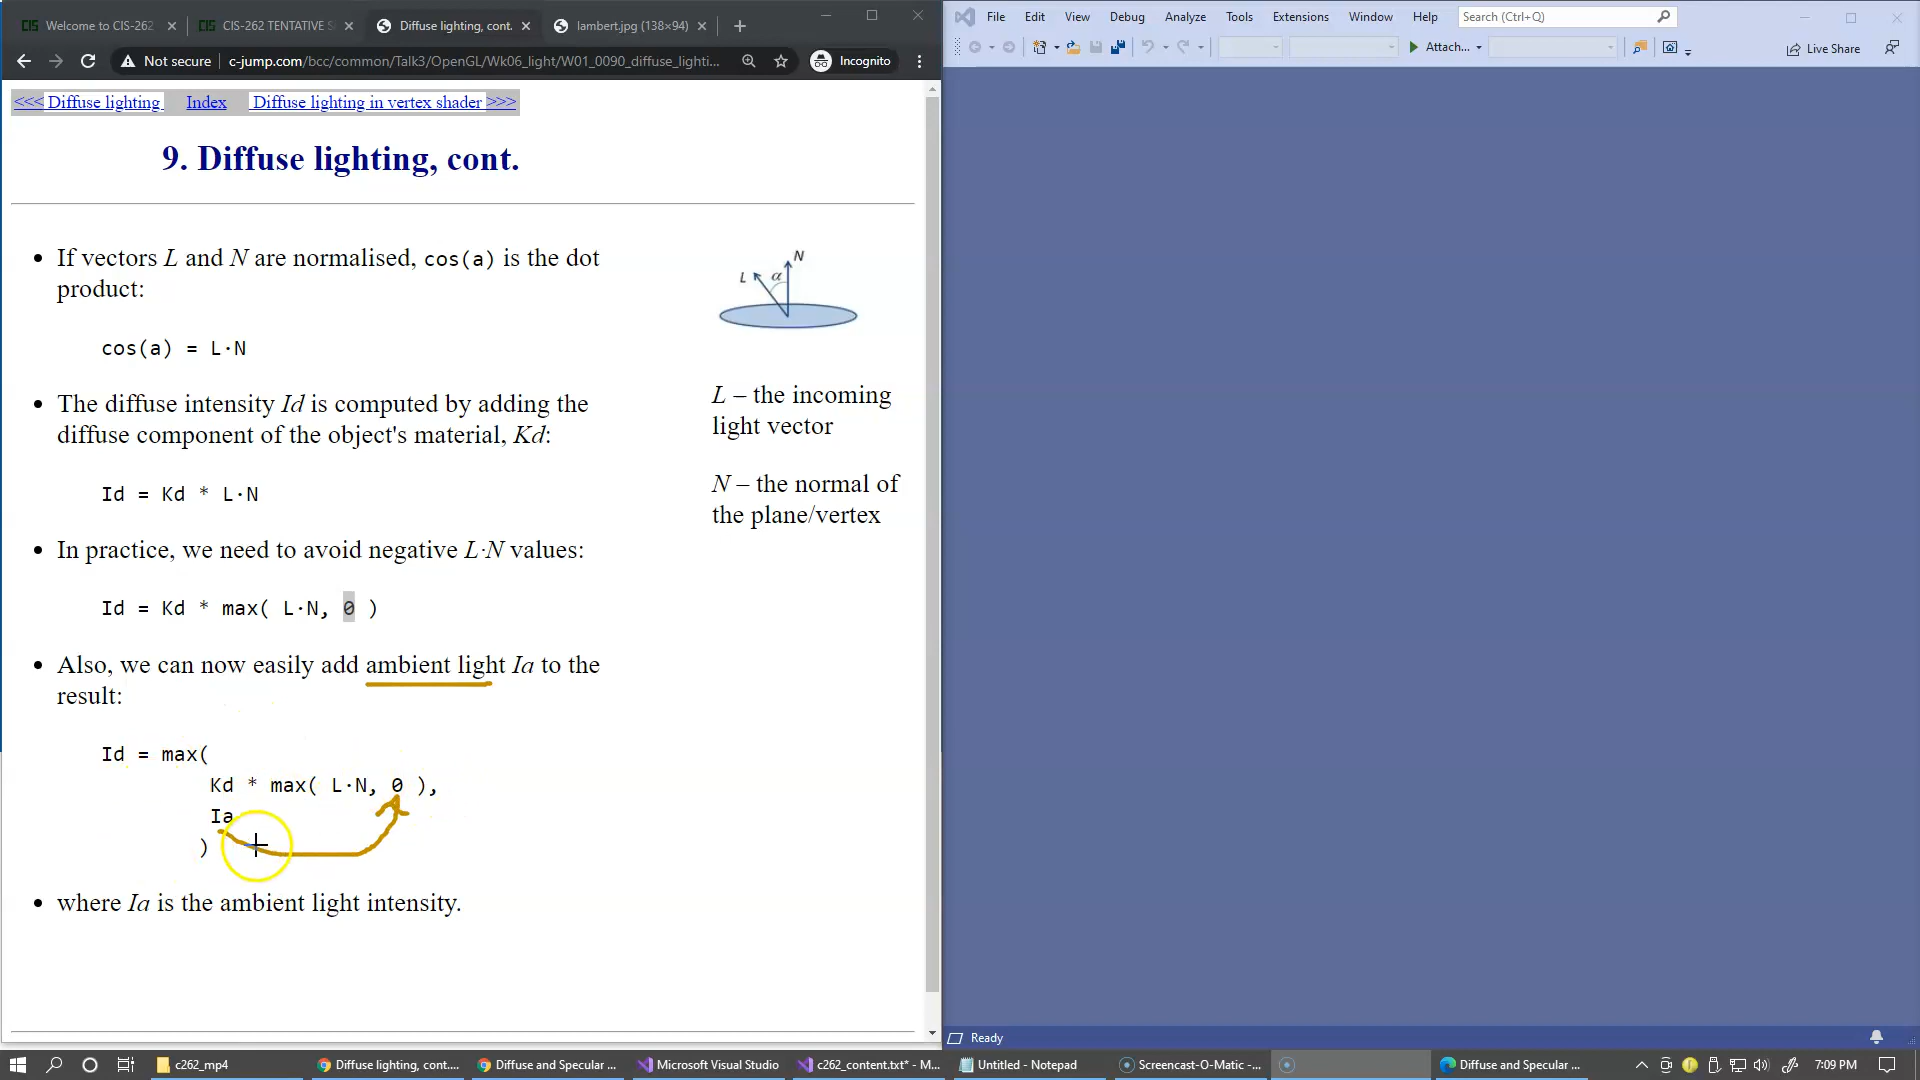 Welcome to CIS-262
CIS-262 TENTATIVE S
Diffuse lighting, cont.
lambert.jpg (138×94)
Not secure
c-jump.com/bcc/common/Talk3/OpenGL/Wk06_light/W01_0090_diffuse_lighti...
Incognito
<<< Diffuse lighting
Index
Diffuse lighting in vertex shader >>>
9. Diffuse lighting, cont.
If vectors L and N are normalised, cos(a) is the dot
product:
cos(a) = L·N
The diffuse intensity Id is computed by adding the
diffuse component of the object's material, Kd:
Id = Kd * L·N
In practice, we need to avoid negative L·N values:
Id = Kd * max( L·N, 0 )
Also, we can now easily add ambient light Ia to the
result:
Id = max(
Kd * max( L·N, 0 ),
Ia
)
where Ia is the ambient light intensity.
N
L
α
L – the incoming
light vector
N – the normal of
the plane/vertex
File Edit View Debug Analyze Tools Extensions Window Help Search (Ctrl+Q)
Attach...
Live Share
Ready
c262_mp4
Diffuse lighting, cont....
Diffuse and Specular ...
Microsoft Visual Studio
c262_content.txt* - M...
Untitled - Notepad
Screencast-O-Matic -...
Diffuse and Specular ...
7:09 PM